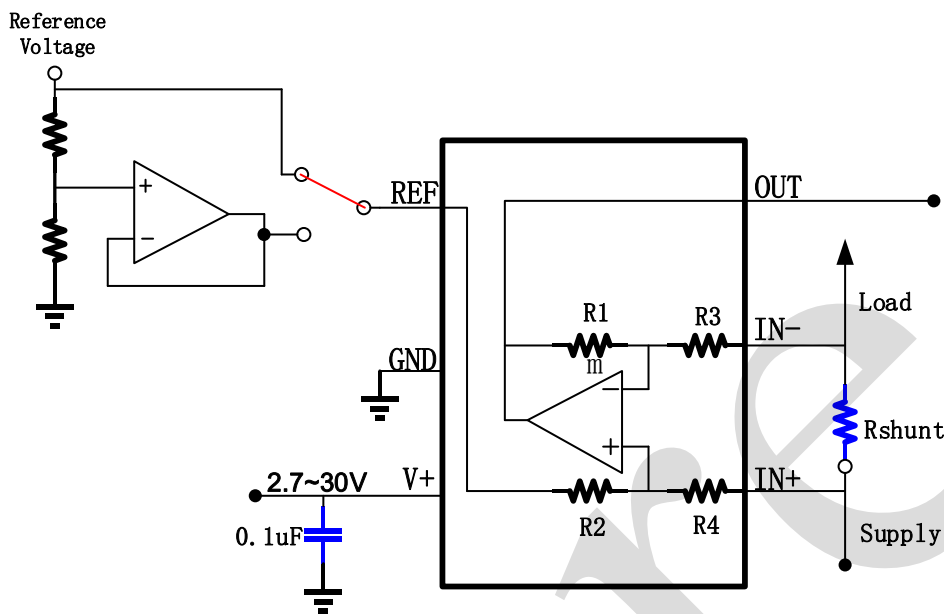 Reference
Voltage
+
−
REF
OUT
Load
R1
R3
IN-
m
GND
−
+
Rshunt
2.7~30V
V+
IN+
R2
R4
0.1uF
Supply
re